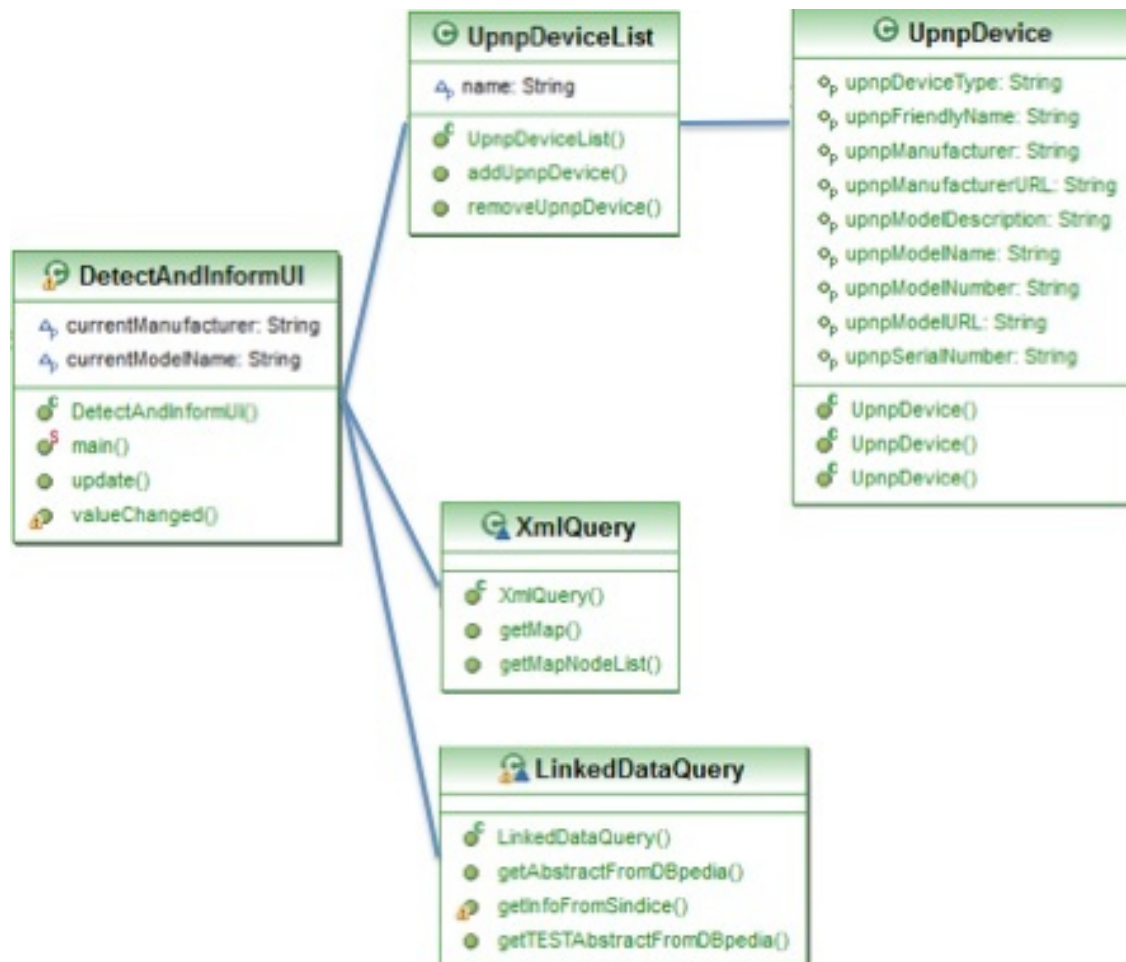 UpnpDeviceList
name: String
UpnpDeviceList()
addUpnpDevice()
removeUpnpDevice()
UpnpDevice
upnpDeviceType: String
upnpFriendlyName: String
upnpManufacturer: String
upnpManufacturerURL: String
upnpModelDescription: String
upnpModelName: String
upnpModelNumber: String
upnpModelURL: String
upnpSerialNumber: String
UpnpDevice()
UpnpDevice()
UpnpDevice()
DetectAndInformUI
currentManufacturer: String
currentModelName: String
DetectAndInformUI()
main()
update()
valueChanged()
XmlQuery
XmlQuery()
getMap()
getMapNodeList()
LinkedDataQuery
LinkedDataQuery()
getAbstractFromDBpedia()
getInfoFromSindice()
getTESTAbstractFromDBpedia()